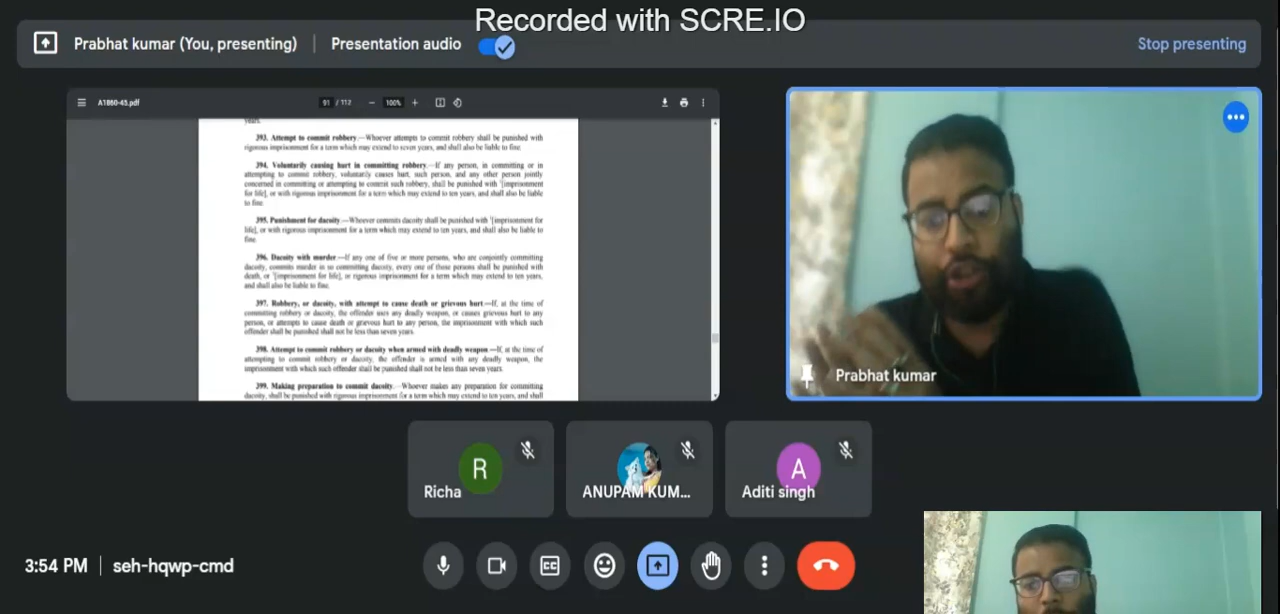 Recorded with SCRE.IO
Prabhat kumar (You, presenting)
Presentation audio
Stop presenting
A1860-45.pdf
91 / 112
100%
years.
393. Attempt to commit robbery.—Whoever attempts to commit robbery shall be punished with
rigorous imprisonment for a term which may extend to seven years, and shall also be liable to fine.
394. Voluntarily causing hurt in committing robbery.—If any person, in committing or in
attempting to commit robbery, voluntarily causes hurt, such person, and any other person jointly
concerned in committing or attempting to commit such robbery, shall be punished with [imprisonment
for life], or with rigorous imprisonment for a term which may extend to ten years, and shall also be liable
to fine.
395. Punishment for dacoity.—Whoever commits dacoity shall be punished with [imprisonment for
life], or with rigorous imprisonment for a term which may extend to ten years, and shall also be liable to
fine.
396. Dacoity with murder.—If any one of five or more persons, who are conjointly committing
dacoity, commits murder in so committing dacoity, every one of those persons shall be punished with
death, or [imprisonment for life], or rigorous imprisonment for a term which may extend to ten years,
and shall also be liable to fine.
397. Robbery, or dacoity, with attempt to cause death or grievous hurt.—If, at the time of
committing robbery or dacoity, the offender uses any deadly weapon, or causes grievous hurt to any
person, or attempts to cause death or grievous hurt to any person, the imprisonment with which such
offender shall be punished shall not be less than seven years.
398. Attempt to commit robbery or dacoity when armed with deadly weapon.—If, at the time of
attempting to commit robbery or dacoity, the offender is armed with any deadly weapon, the
imprisonment with which such offender shall be punished shall not be less than seven years.
399. Making preparation to commit dacoity.—Whoever makes any preparation for committing
dacoity, shall be punished with rigorous imprisonment for a term which may extend to ten years, and shall
Prabhat kumar
R
Richa
ANUPAM KUM...
A
Aditi singh
3:54 PM | seh-hqwp-cmd
CC